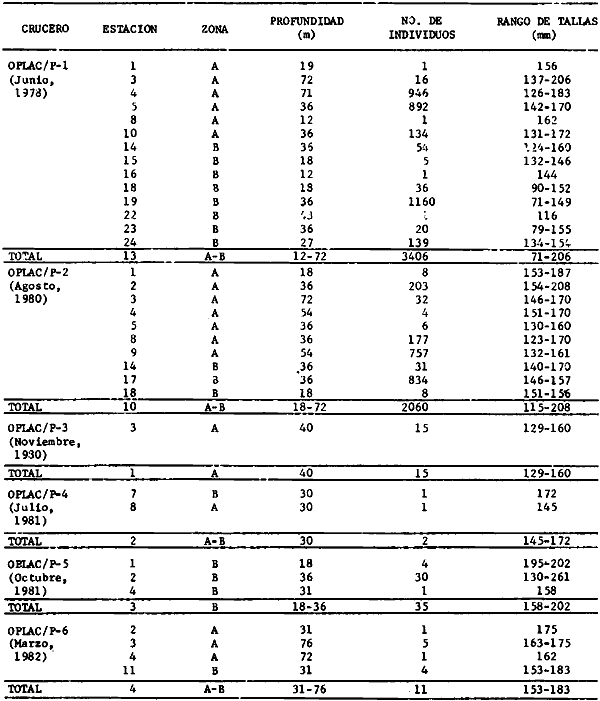 CRUCERO ESTACION ZONA PROFUNDIDAD (m) NO. DE INDIVIDUOS RANGO DE TALLAS (mm)
OPLAC/P-1 1 A 19 1 156
(Junio, 3 A 72 16 137-206
1978) 4 A 71 946 126-183
5 A 36 892 142-170
8 A 12 1 162
10 A 36 134 131-172
14 B 36 54
15 B 18 5 132-146
16 B 12 1 144
18 B 18 36 90-152
19 B 36 1160 71-149
22 B 116
23 B 36 20 79-155
24 B 27 139 134-154
TOTAL 13 A-B 12-72 3406 71-206
OPLAC/P-2 1 A 18 8 153-187
(Agosto, 2 A 36 203 154-208
1980) 3 A 72 32 146-170
4 A 54 4 151-170
5 A 36 6 130-160
8 A 36 177 123-170
9 A 54 757 132-161
14 B 36 31 140-170
17 B 36 834 146-157
18 B 18 8 151-156
TOTAL 10 A-B 18-72 2060 115-208
OPLAC/P-3 3 A 40 15 129-160
(Noviembre,
1930)
TOTAL 1 A 40 15 129-160
OPLAC/P-4 7 B 30 1 172
(Julio, 8 A 30 1 145
1981)
TOTAL 2 A-B 30 2 145-172
OBLAC/P-5 1 B 18 4 195-202
(Octubre, 2 B 36 30 130-261
1981) 4 B 31 1 158
TOTAL 3 B 18-36 35 158-202
OPLAC/P-6 2 A 31 1 175
(Marzo, 3 A 76 5 163-175
1982) 4 A 72 1 162
11 B 31 4 153-183
TOTAL 4 A-B 31-76 11 153-183